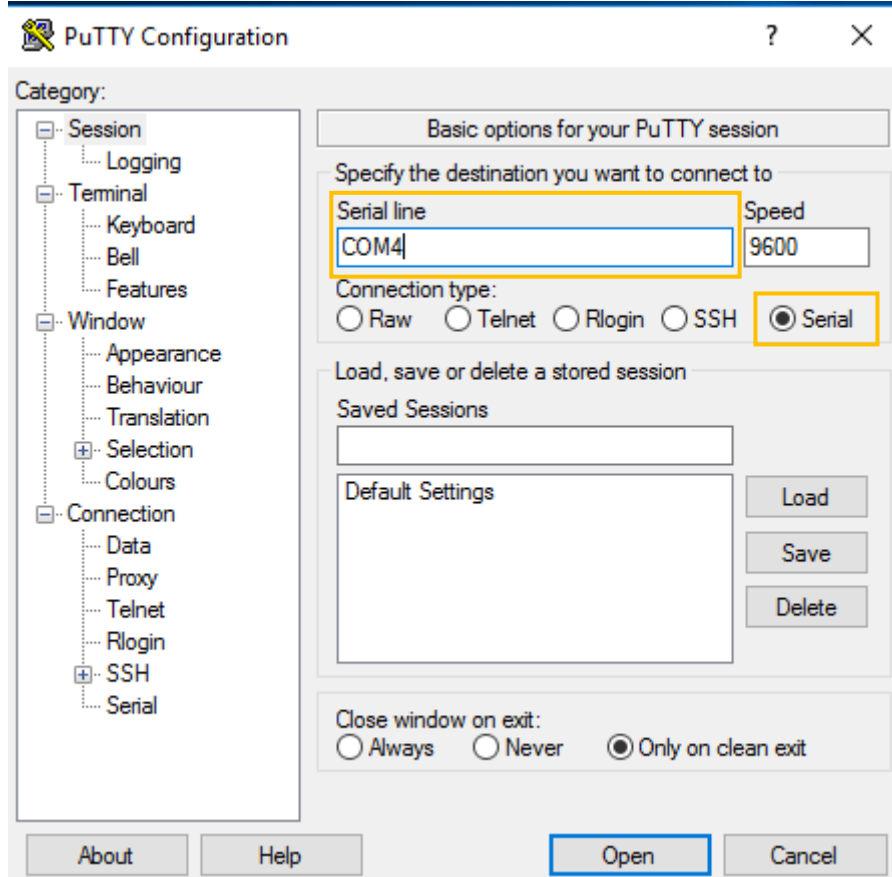 PuTTY Configuration ? ×
Category:
Session
Logging
Terminal
Keyboard
Bell
Features
Window
Appearance
Behaviour
Translation
Selection
Colours
Connection
Data
Proxy
Telnet
Rlogin
SSH
Serial
Basic options for your PuTTY session
Specify the destination you want to connect to
Serial line Speed
COM4 9600
Connection type:
Raw Telnet Rlogin SSH Serial
Load, save or delete a stored session
Saved Sessions
Default Settings
Load
Save
Delete
Close window on exit:
Always Never Only on clean exit
About Help Open Cancel